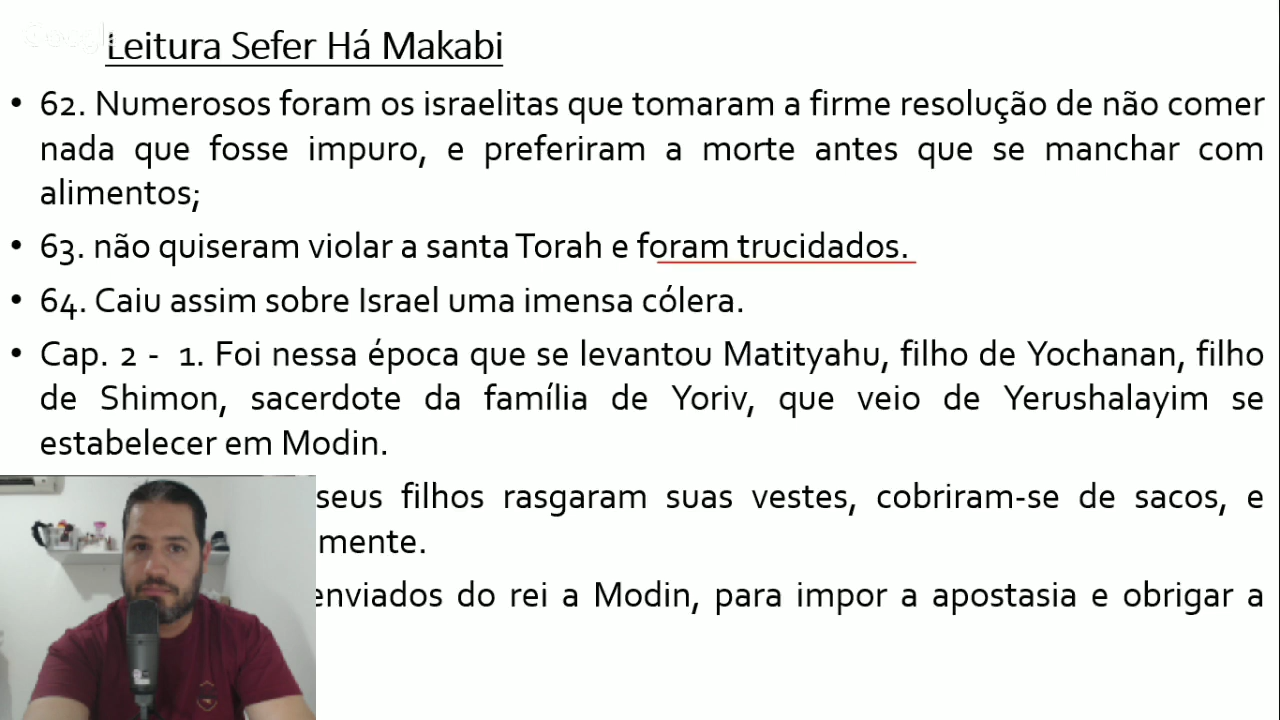 Leitura Sefer Há Makabi
• 62. Numerosos foram os israelitas que tomaram a firme resolução de não comer
nada que fosse impuro, e preferiram a morte antes que se manchar com
alimentos;
• 63. não quiseram violar a santa Torah e foram trucidados.
• 64. Caiu assim sobre Israel uma imensa cólera.
• Cap. 2 - 1. Foi nessa época que se levantou Matityahu, filho de Yochanan, filho
de Shimon, sacerdote da família de Yoriv, que veio de Yerushalayim se
estabelecer em Modin.
seus filhos rasgaram suas vestes, cobriram-se de sacos, e
mente.
enviados do rei a Modin, para impor a apostasia e obrigar a